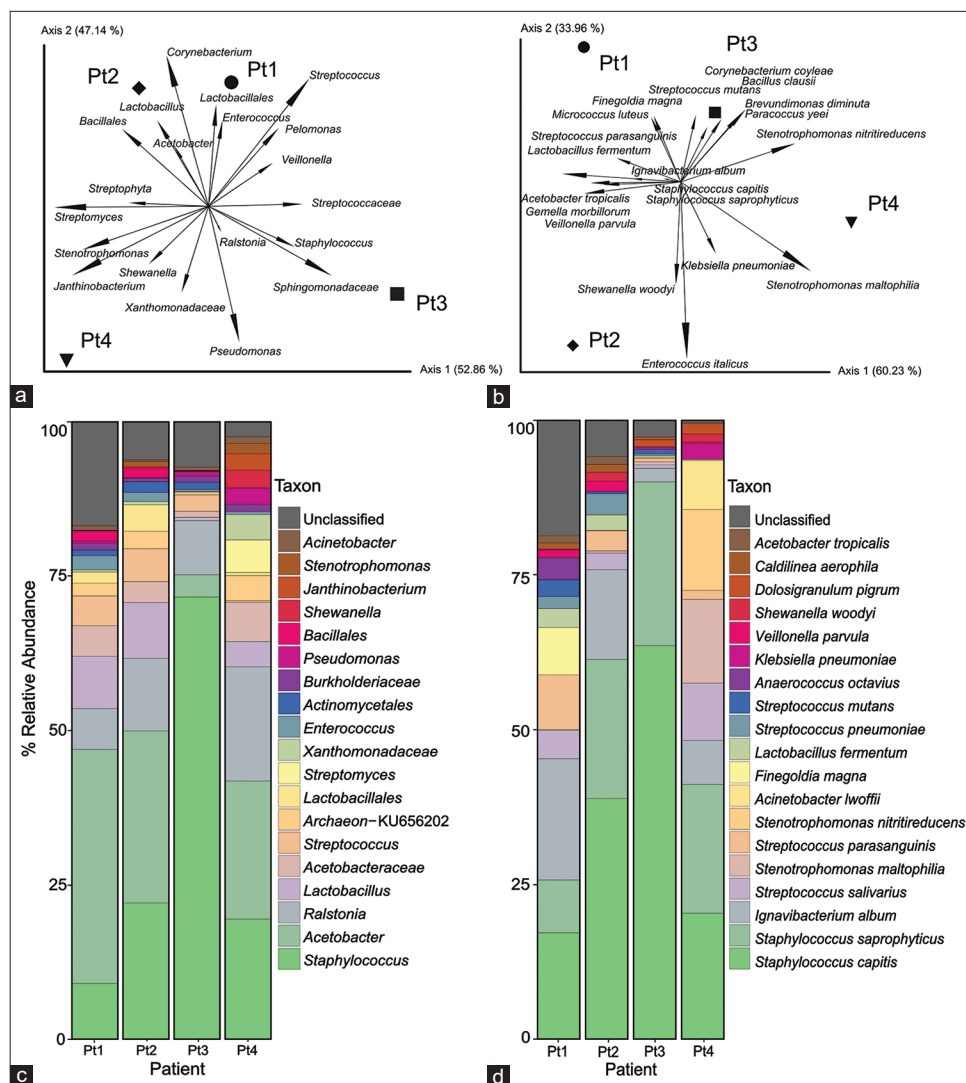 Axis 2 (47.14 %)
Corynebacterium
Pt2
Pt1
Streptococcus
Lactobacillus
Lactobacillales
Bacillales
Enterococcus
Pelomonas
Acetobacter
Veillonella
Streptophyta
Streptococcaceae
Streptomyces
Ralstonia
Staphylococcus
Stenotrophomonas
Shewanella
Janthinobacterium
Sphingomonadaceae
Xanthomonadaceae
Pt3
Pt4
Pseudomonas
Axis 1 (52.86 %)
a
Axis 2 (33.96 %)
Pt1
Pt3
Corynebacterium coyleae
Bacillus clausii
Streptococcus mutans
Finegoldia magna
Brevundimonas diminuta
Micrococcus luteus
Paracoccus yeei
Streptococcus parasanguinis
Stenotrophomonas nitritireducens
Lactobacillus fermentum
Ignavibacterium album
Staphylococcus capitis
Acetobacter tropicalis
Staphylococcus saprophyticus
Gemella morbillorum
Veillonella parvula
Pt4
Klebsiella pneumoniae
Shewanella woodyi
Stenotrophomonas maltophilia
Pt2
Enterococcus italicus
Axis 1 (60.23 %)
b
% Relative Abundance
100
75
50
25
0
Pt1 Pt2 Pt3 Pt4
Patient
Taxon
Unclassified
Acinetobacter
Stenotrophomonas
Janthinobacterium
Shewanella
Bacillales
Pseudomonas
Burkholderiaceae
Actinomycetales
Enterococcus
Xanthomonadaceae
Streptomyces
Lactobacillales
Archaeon-KU656202
Streptococcus
Acetobacteraceae
Lactobacillus
Ralstonia
Acetobacter
Staphylococcus
c
100
75
50
25
0
Pt1 Pt2 Pt3 Pt4
Patient
Taxon
Unclassified
Acetobacter tropicalis
Caldilinea aerophila
Dolosigranulum pigrum
Shewanella woodyi
Veillonella parvula
Klebsiella pneumoniae
Anaerococcus octavius
Streptococcus mutans
Streptococcus pneumoniae
Lactobacillus fermentum
Finegoldia magna
Acinetobacter lwoffii
Stenotrophomonas nitritireducens
Streptococcus parasanguinis
Stenotrophomonas maltophilia
Streptococcus salivarius
Ignavibacterium album
Staphylococcus saprophyticus
Staphylococcus capitis
d